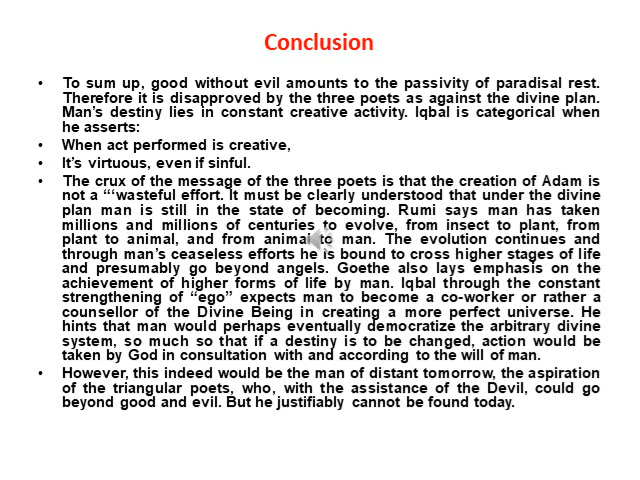 Conclusion
• To sum up, good without evil amounts to the passivity of paradisal rest.
Therefore it is disapproved by the three poets as against the divine plan.
Man’s destiny lies in constant creative activity. Iqbal is categorical when
he asserts:
• When act performed is creative,
• It’s virtuous, even if sinful.
• The crux of the message of the three poets is that the creation of Adam is
not a “‘wasteful effort. It must be clearly understood that under the divine
plan man is still in the state of becoming. Rumi says man has taken
millions and millions of centuries to evolve, from insect to plant, from
plant to animal, and from animal to man. The evolution continues and
through man’s ceaseless efforts he is bound to cross higher stages of life
and presumably go beyond angels. Goethe also lays emphasis on the
achievement of higher forms of life by man. Iqbal through the constant
strengthening of “ego” expects man to become a co-worker or rather a
counsellor of the Divine Being in creating a more perfect universe. He
hints that man would perhaps eventually democratize the arbitrary divine
system, so much so that if a destiny is to be changed, action would be
taken by God in consultation with and according to the will of man.
• However, this indeed would be the man of distant tomorrow, the aspiration
of the triangular poets, who, with the assistance of the Devil, could go
beyond good and evil. But he justifiably cannot be found today.